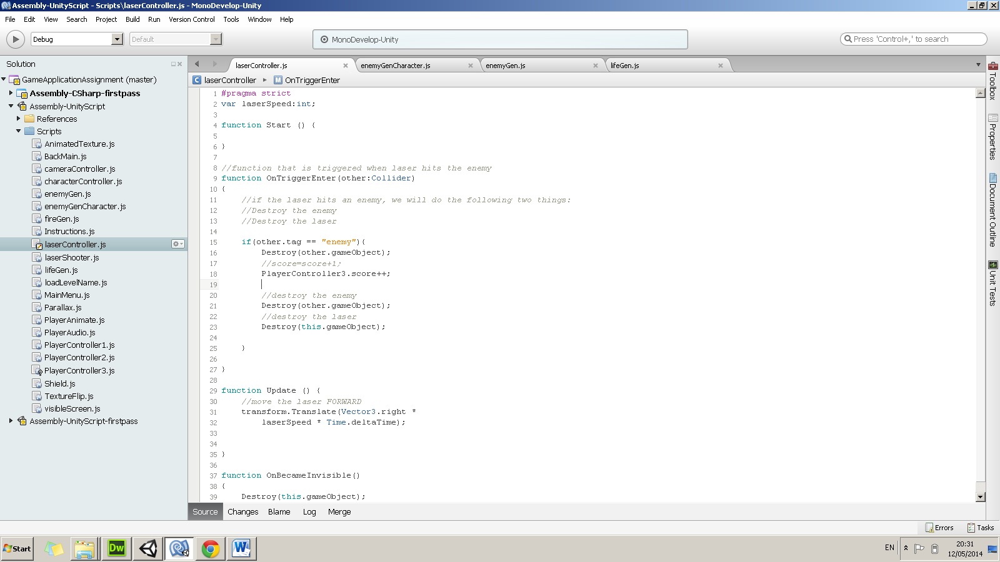 Assembly-UnityScript - Scripts\laserController.js - MonoDevelop-Unity
File Edit View Search Project Build Run Version Control Tools Window Help
Debug Default MonoDevelop-Unity Press 'Control+,' to search
Solution
GameApplicationAssignment (master)
Assembly-CSharp-firstpass
Assembly-UnityScript
References
Scripts
AnimatedTexture.js
BackMain.js
cameraController.js
characterController.js
enemyGen.js
enemyGenCharacter.js
fireGen.js
Instructions.js
laserController.js
laserShooter.js
lifeGen.js
loadLevelName.js
MainMenu.js
Parallax.js
PlayerAnimate.js
PlayerAudio.js
PlayerController1.js
PlayerController2.js
PlayerController3.js
Shield.js
TextureFlip.js
visibleScreen.js
Assembly-UnityScript-firstpass
laserController.js enemyGenCharacter.js enemyGen.js lifeGen.js
C laserController M OnTriggerEnter
1 #pragma strict
2 var laserSpeed:int;
3
4 function Start () {
5
6 }
7
8 //function that is triggered when laser hits the enemy
9 function OnTriggerEnter(other:Collider)
10 {
11 //if the laser hits an enemy, we will do the following two things:
12 //Destroy the enemy
13 //Destroy the laser
14
15 if(other.tag == "enemy"){
16 Destroy(other.gameObject);
17 //score=score+1;
18 PlayerController3.score++;
19
20 //destroy the enemy
21 Destroy(other.gameObject);
22 //destroy the laser
23 Destroy(this.gameObject);
24
25 }
26
27 }
28
29 function Update () {
30 //move the laser FORWARD
31 transform.Translate(Vector3.right *
32 laserSpeed * Time.deltaTime);
33
34
35 }
36
37 function OnBecameInvisible()
38 {
39 Destroy(this.gameObject);
Source Changes Blame Log Merge
Toolbox
Properties
Document Outline
Unit Tests
Errors Tasks
Start Dw W EN 20:31
12/05/2014